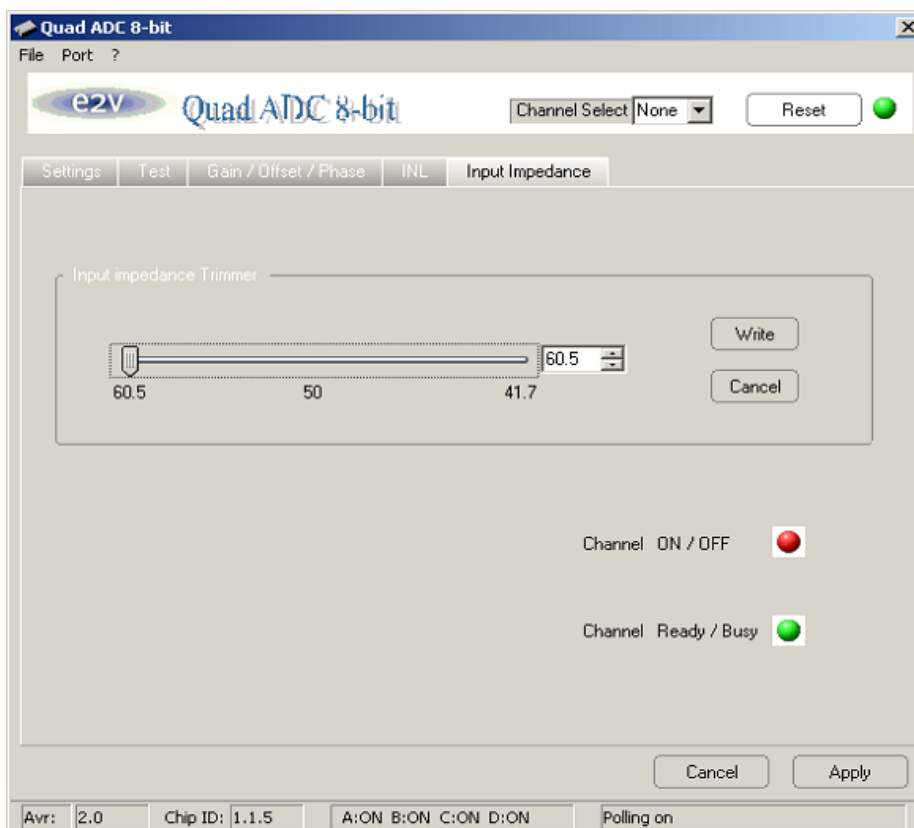 Quad ADC 8-bit
File Port ?
e2v Quad ADC 8-bit Channel Select None Reset
Settings Test Gain / Offset / Phase INL Input Impedance
Input impedance Trimmer
60.5 Write
60.5 50 41.7 Cancel
Channel ON / OFF
Channel Ready / Busy
Cancel Apply
Avr: 2.0 Chip ID: 1.1.5 A:ON B:ON C:ON D:ON Polling on